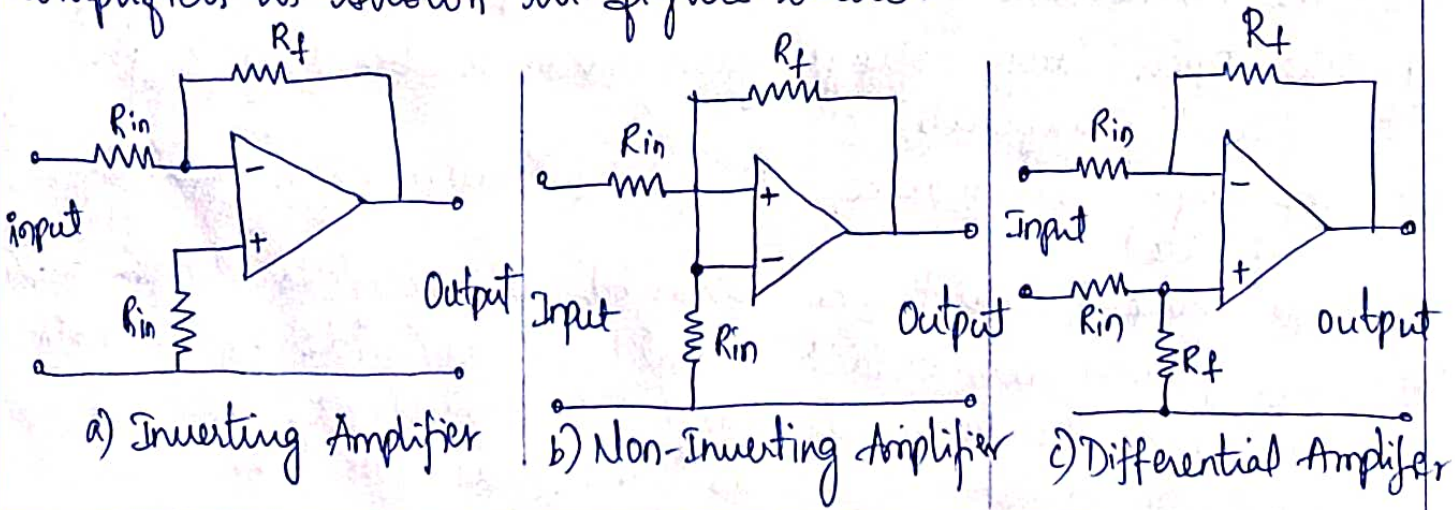 Rf Rf Rf
Rin Rin Rin
- + -
input Input
+ - +
Rin Output Input Rin Output Rin Rf output
a) Inverting Amplifier b) Non-Inverting Amplifier c) Differential Amplifer